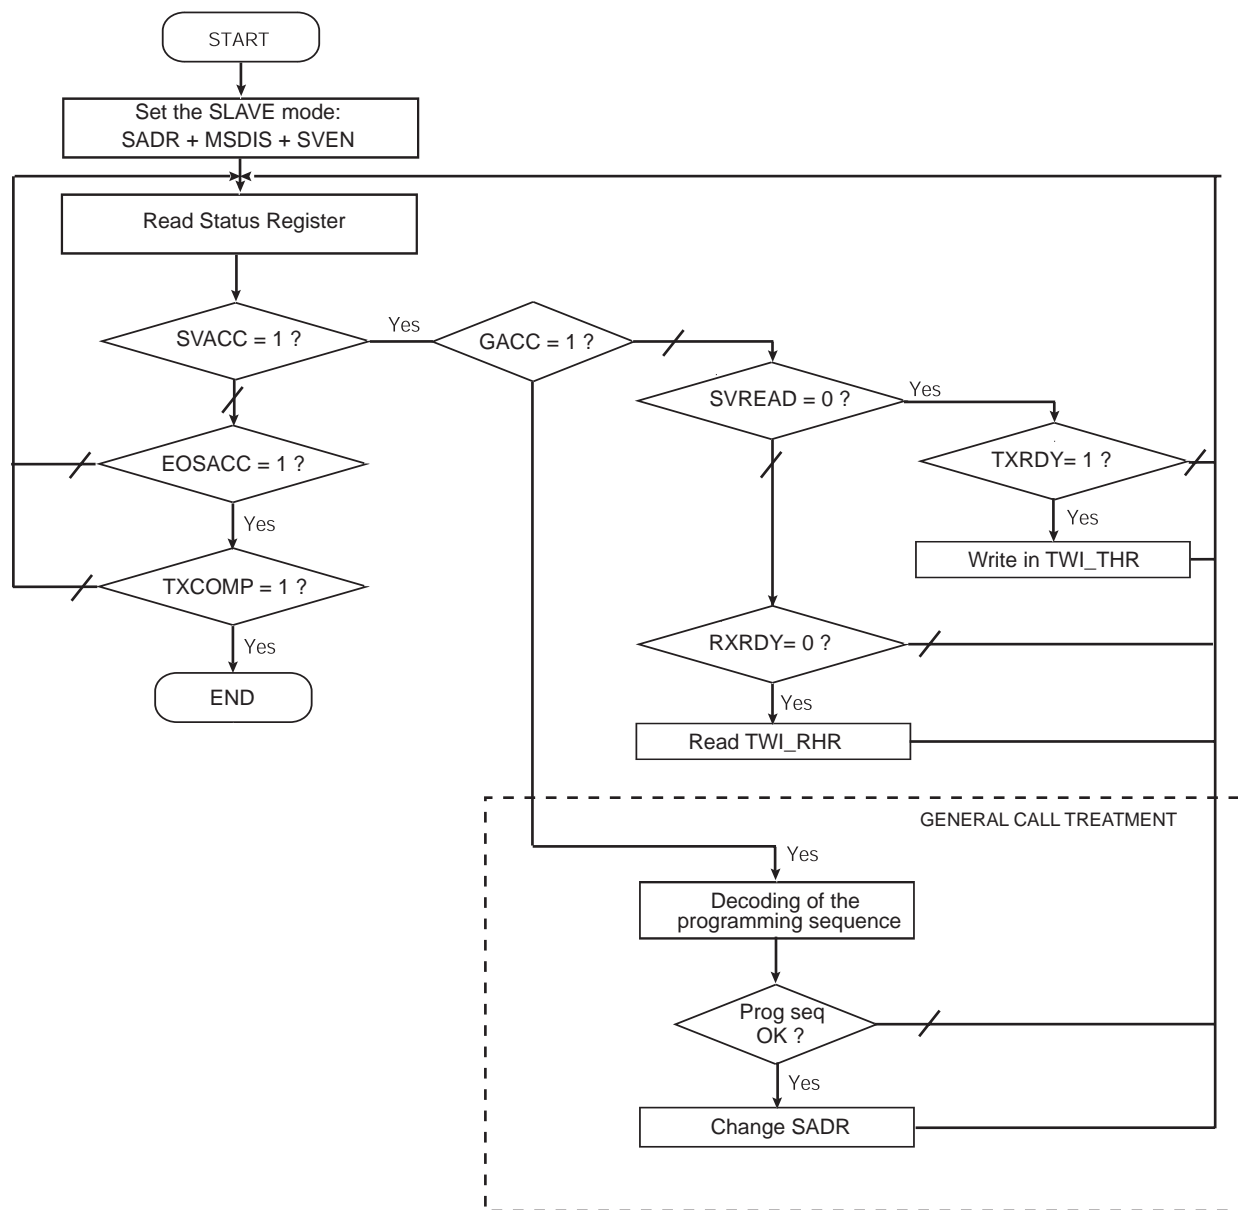 START
Set the SLAVE mode:
SADR + MSDIS + SVEN
Read Status Register
SVACC = 1 ?
Yes
GACC = 1 ?
SVREAD = 0 ?
Yes
EOSACC = 1 ?
TXRDY= 1 ?
Yes
Yes
Write in TWI_THR
TXCOMP = 1 ?
Yes
RXRDY= 0 ?
END
Yes
Read TWI_RHR
GENERAL CALL TREATMENT
Yes
Decoding of the
programming sequence
Prog seq
OK ?
Yes
Change SADR